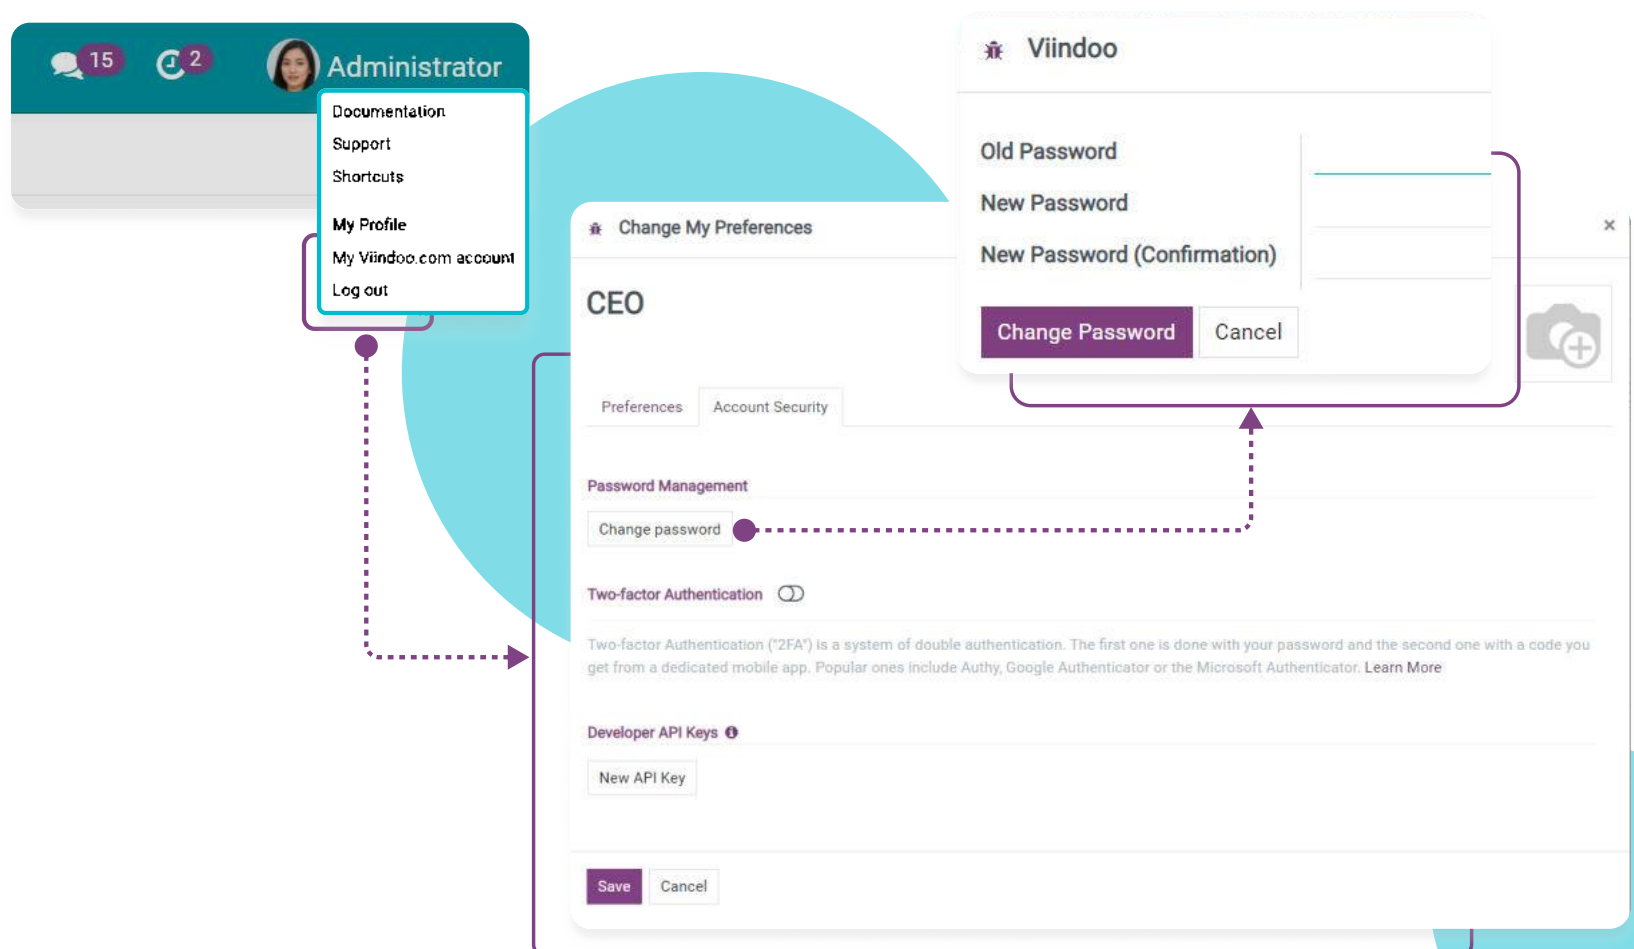 15
2
Administrator
Documentation
Support
Shortcuts
My Profile
My Viindoo.com account
Log out
Viindoo
Old Password
New Password
New Password (Confirmation)
Change Password
Cancel
Change My Preferences
×
CEO
Preferences
Account Security
Password Management
Change password
Two-factor Authentication
Two-factor Authentication ("2FA") is a system of double authentication. The first one is done with your password and the second one with a code you
get from a dedicated mobile app. Popular ones include Authy, Google Authenticator or the Microsoft Authenticator. Learn More
Developer API Keys
New API Key
Save
Cancel